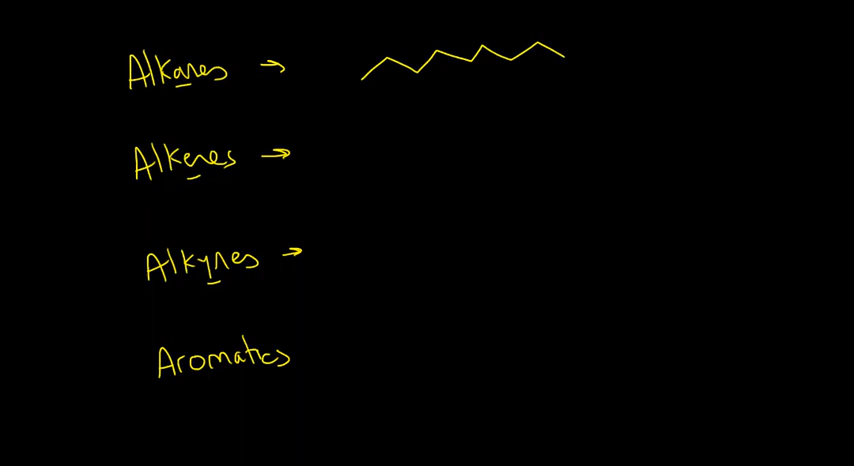 Alkanes →
Alkenes →
Alkynes →
Aromatics